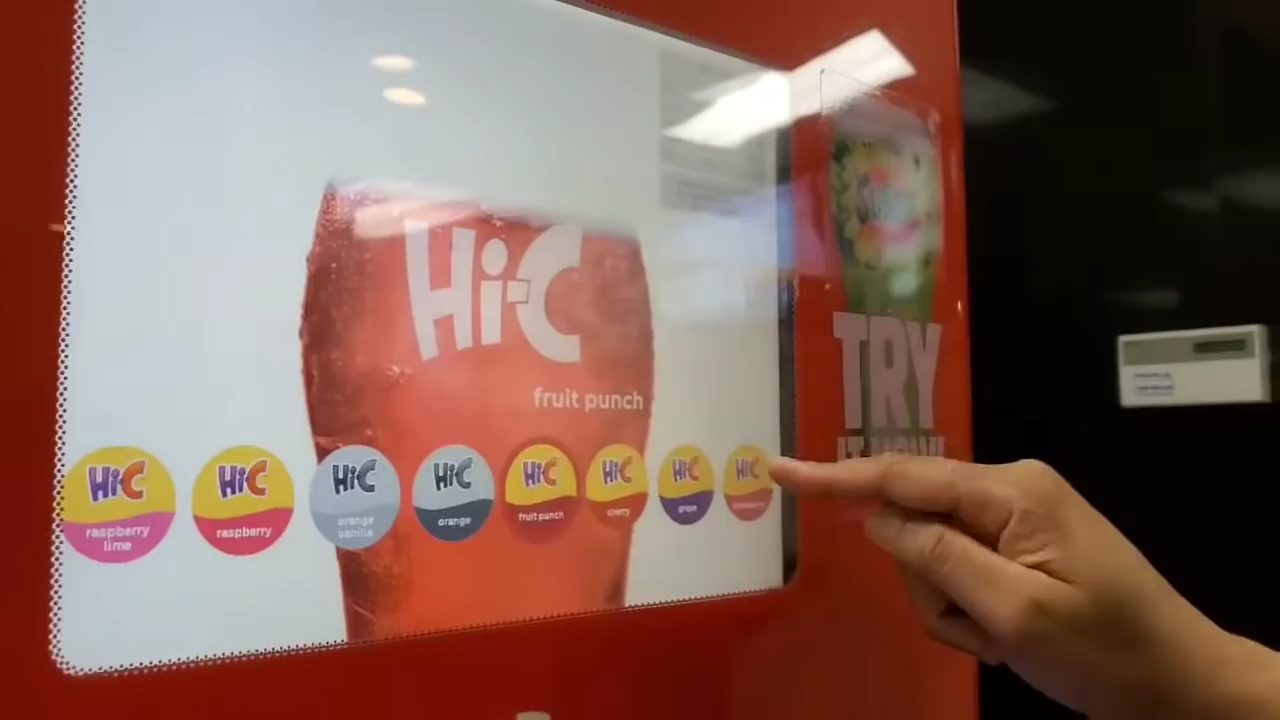 Hi-C
fruit punch
Hi-C
raspberry
lime
Hi-C
raspberry
Hi-C
orange
vanilla
Hi-C
orange
Hi-C
fruit punch
Hi-C
cherry
Hi-C
grape
Hi-C
TRY